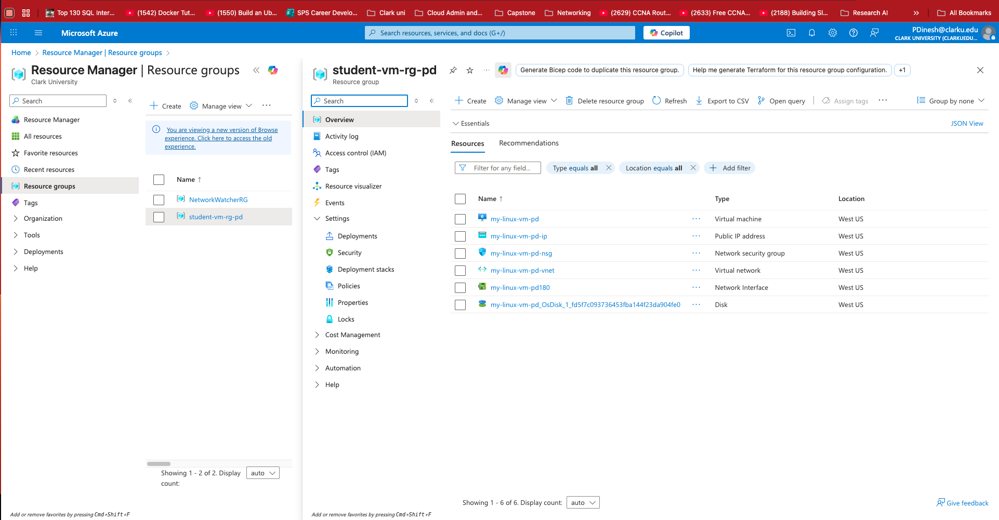 Top 130 SQL Inter...
(1542) Docker Tut...
(1550) Build an Ub...
SPS Career Develo...
Clark uni
Cloud Admin and...
Capstone
Networking
(2629) CCNA Rout...
(2633) Free CCNA...
(2188) Building Sl...
Research AI
All Bookmarks
Microsoft Azure
Search resources, services, and docs (G+/)
Copilot
PDinesh@clarku.edu
CLARK UNIVERSITY (CLARKUEDU...
Home > Resource Manager | Resource groups >
Resource Manager | Resource groups
Clark University
Search
Resource Manager
All resources
Favorite resources
Recent resources
Resource groups
Tags
Organization
Tools
Deployments
Help
Create
Manage view
You are viewing a new version of Browse
experience. Click here to access the old
experience.
Name ↑
NetworkWatcherRG
student-vm-rg-pd
Showing 1 - 2 of 2. Display
count:
auto
Add or remove favorites by pressing Cmd+Shift+F
student-vm-rg-pd
Resource group
Generate Bicep code to duplicate this resource group.
Help me generate Terraform for this resource group configuration.
+1
Search
Overview
Activity log
Access control (IAM)
Tags
Resource visualizer
Events
Settings
Deployments
Security
Deployment stacks
Policies
Properties
Locks
Cost Management
Monitoring
Automation
Help
Add or remove favorites by pressing Cmd+Shift+F
Create
Manage view
Delete resource group
Refresh
Export to CSV
Open query
Assign tags
Group by none
Essentials
JSON View
Resources
Recommendations
Filter for any field...
Type equals all
Location equals all
Add filter
Name ↑ Type Location
my-linux-vm-pd ... Virtual machine West US
my-linux-vm-pd-ip ... Public IP address West US
my-linux-vm-pd-nsg ... Network security group West US
my-linux-vm-pd-vnet ... Virtual network West US
my-linux-vm-pd180 ... Network Interface West US
my-linux-vm-pd_OsDisk_1_fd5f7c093736453fba144f23da904fe0 ... Disk West US
Showing 1 - 6 of 6. Display count:
auto
Give feedback